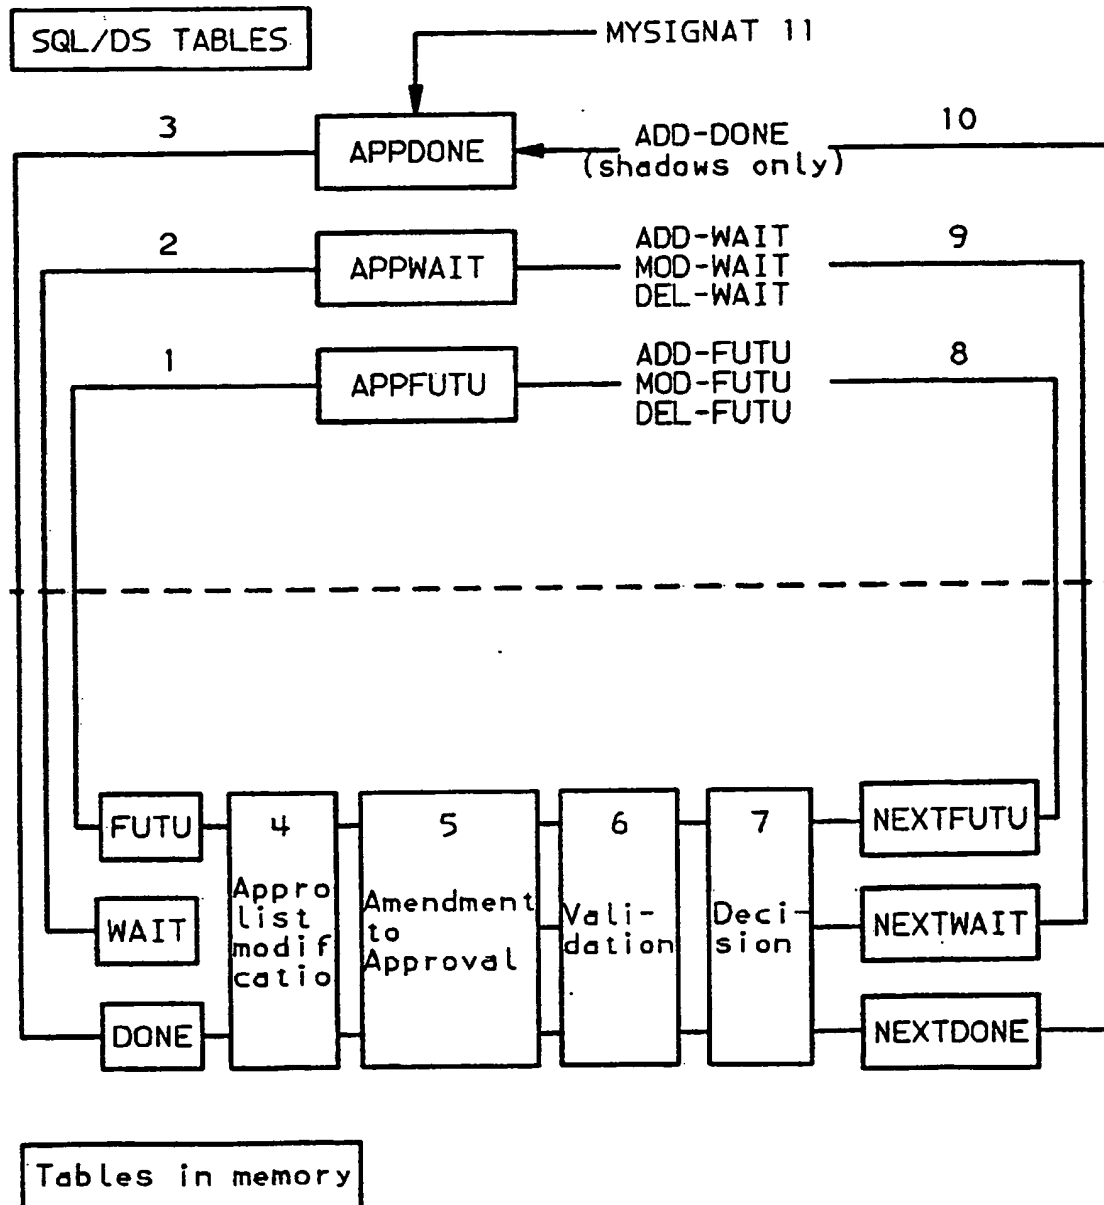 SQL/DS TABLES
MYSIGNAT 11
3
APPDONE
ADD-DONE
(shadows only)
10
2
APPWAIT
ADD-WAIT
MOD-WAIT
DEL-WAIT
9
1
APPFUTU
ADD-FUTU
MOD-FUTU
DEL-FUTU
8
FUTU
WAIT
DONE
4
Appro
list
modif
catio
5
Amendment
to
Approval
6
Vali-
dation
7
Deci-
sion
NEXTFUTU
NEXTWAIT
NEXTDONE
Tables in memory